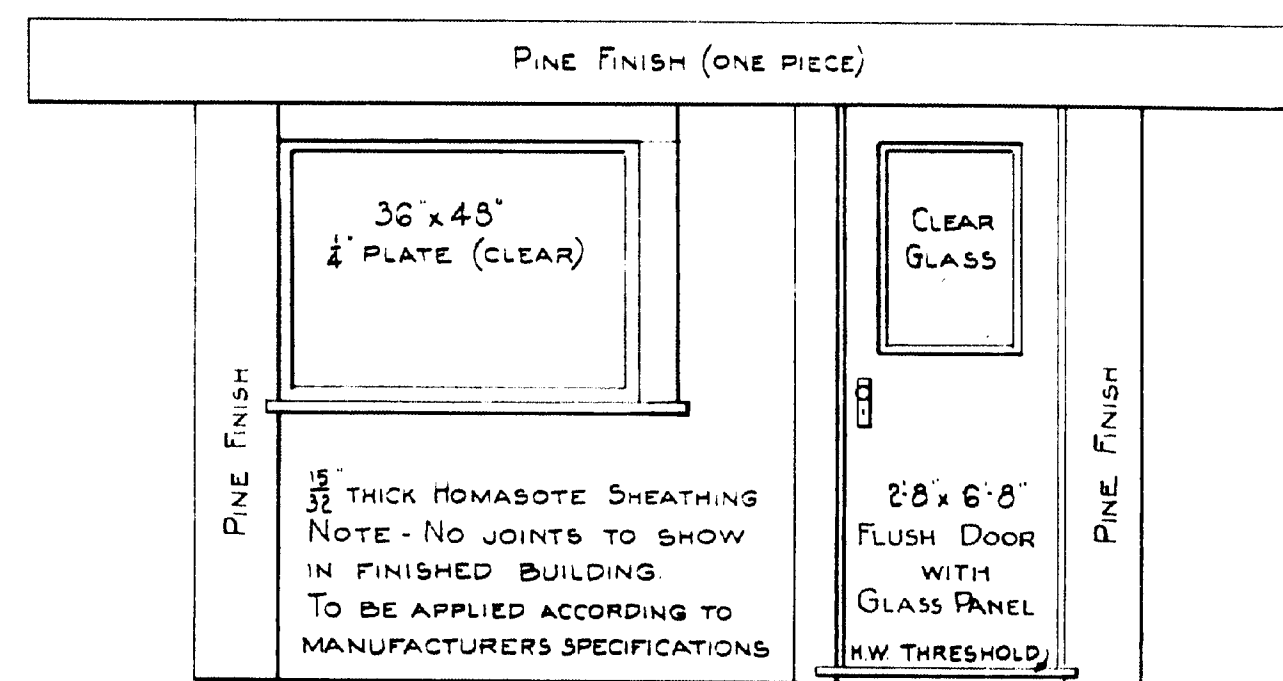 PINE FINISH (ONE PIECE)
36" x 48"
1/4" PLATE (CLEAR)
CLEAR
GLASS
PINE FINISH
PINE FINISH
15/32" THICK HOMASOTE SHEATHING
NOTE - NO JOINTS TO SHOW
IN FINISHED BUILDING.
TO BE APPLIED ACCORDING TO
MANUFACTURERS SPECIFICATIONS
2'-8" x 6'-8"
FLUSH DOOR
WITH
GLASS PANEL
H.W. THRESHOLD